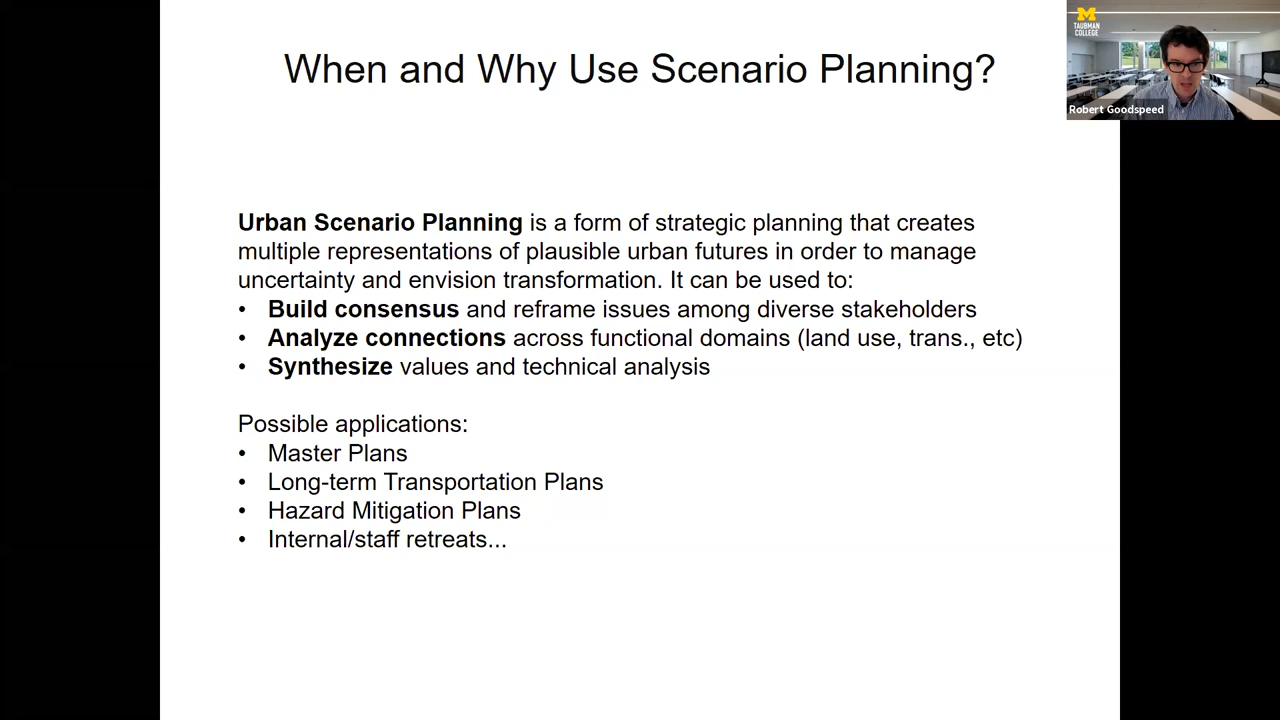 When and Why Use Scenario Planning?
M
TAUBMAN
COLLEGE
Robert Goodspeed
Urban Scenario Planning is a form of strategic planning that creates
multiple representations of plausible urban futures in order to manage
uncertainty and envision transformation. It can be used to:
• Build consensus and reframe issues among diverse stakeholders
• Analyze connections across functional domains (land use, trans., etc)
• Synthesize values and technical analysis
Possible applications:
• Master Plans
• Long-term Transportation Plans
• Hazard Mitigation Plans
• Internal/staff retreats...